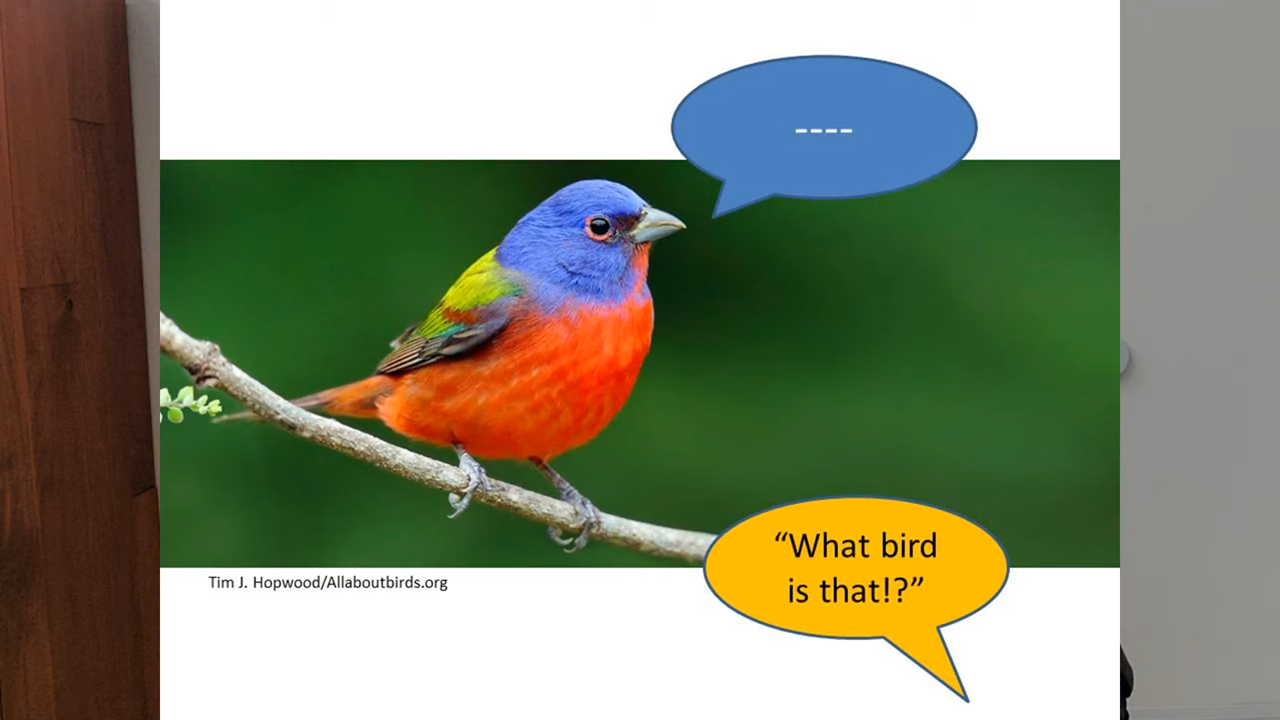 ----
Tim J. Hopwood/Allaboutbirds.org
“What bird
is that!?”